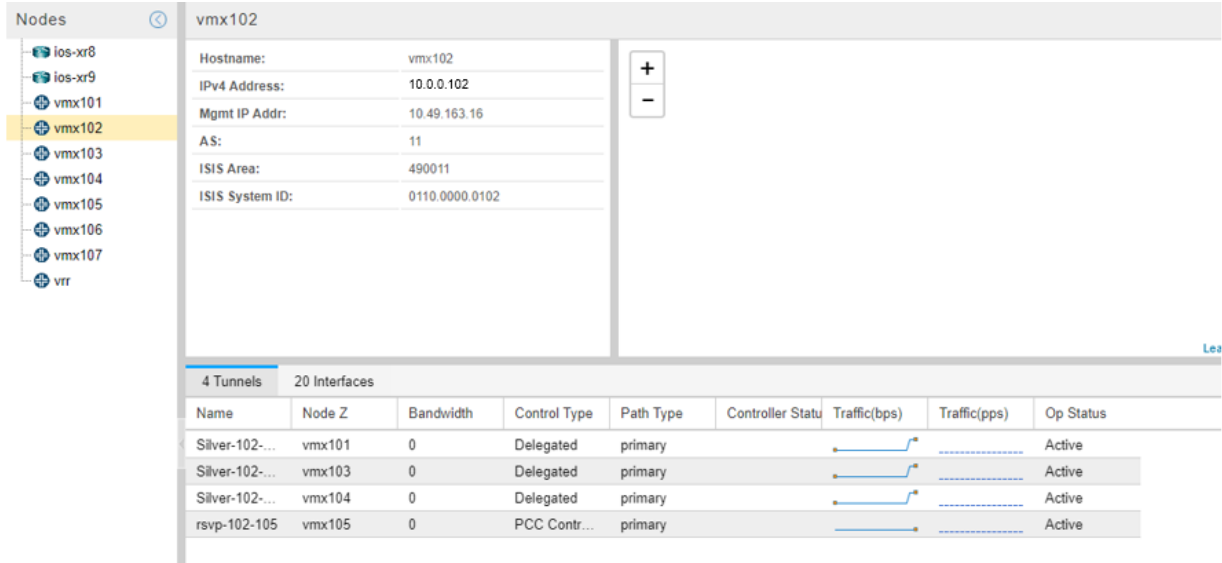 Nodes
ios-xr8
ios-xr9
vmx101
vmx102
vmx103
vmx104
vmx105
vmx106
vmx107
vrr
vmx102
Hostname: vmx102
IPv4 Address: 10.0.0.102
Mgmt IP Addr: 10.49.163.16
AS: 11
ISIS Area: 490011
ISIS System ID: 0110.0000.0102
+
−
Lea
4 Tunnels 20 Interfaces
Name Node Z Bandwidth Control Type Path Type Controller Statu Traffic(bps) Traffic(pps) Op Status
Silver-102-... vmx101 0 Delegated primary Active
Silver-102-... vmx103 0 Delegated primary Active
Silver-102-... vmx104 0 Delegated primary Active
rsvp-102-105 vmx105 0 PCC Contr... primary Active